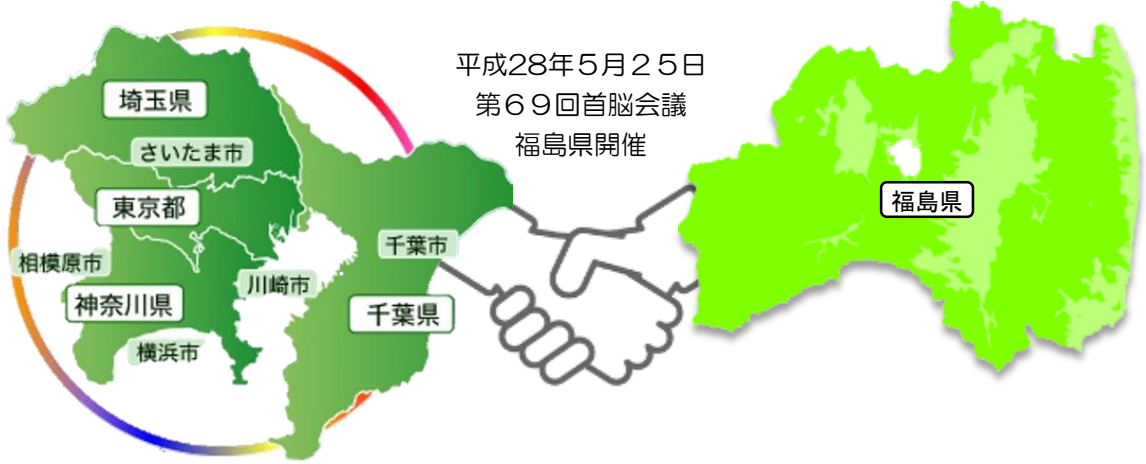 平成28年５月２５日
第６９回首脳会議
福島県開催
埼玉県
さいたま市
東京都
千葉市
相模原市
川崎市
神奈川県
千葉県
横浜市
福島県